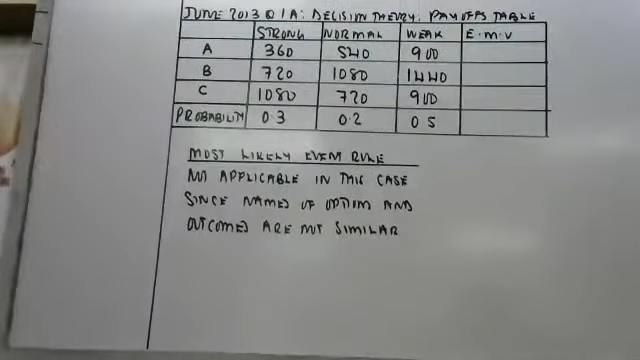 JUNE 2013 Q1A: DECISION THEORY: PAYOFFS TABLE
STRONG NORMAL WEAK E.M.V
A 360 540 900
B 720 1080 1440
C 1080 720 900
PROBABILITY 0.3 0.2 0.5
MOST LIKELY EVENT RULE
NOT APPLICABLE IN THIS CASE
SINCE NAMES OF OPTION AND
OUTCOMES ARE NOT SIMILAR